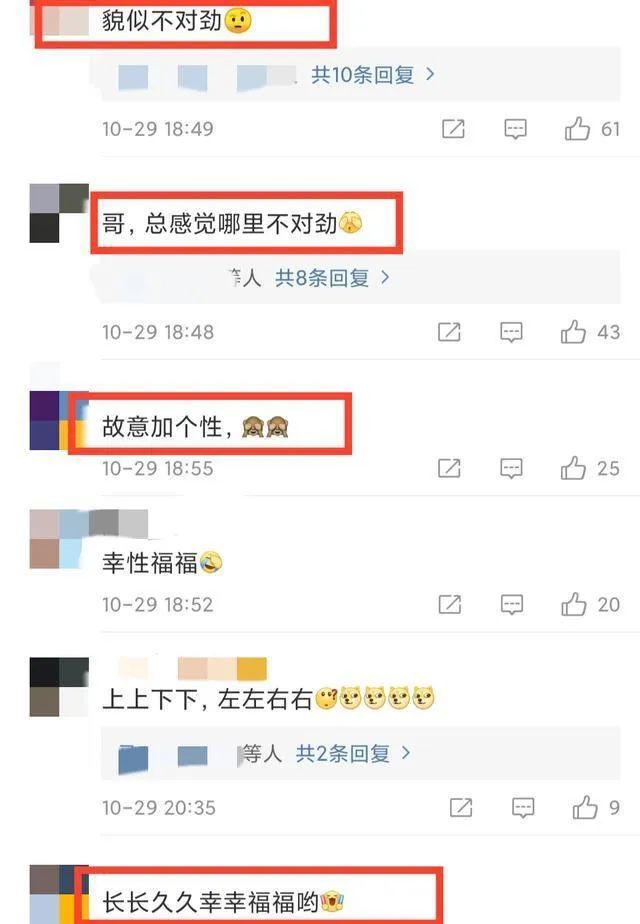 貌似不对劲
共10条回复 >
10-29 18:49 61
哥，总感觉哪里不对劲
等人 共8条回复 >
10-29 18:48 43
故意加个性，
10-29 18:55 25
幸性福福
10-29 18:52 20
上上下下，左左右右
等人 共2条回复 >
10-29 20:35 9
长长久久幸幸福福哟